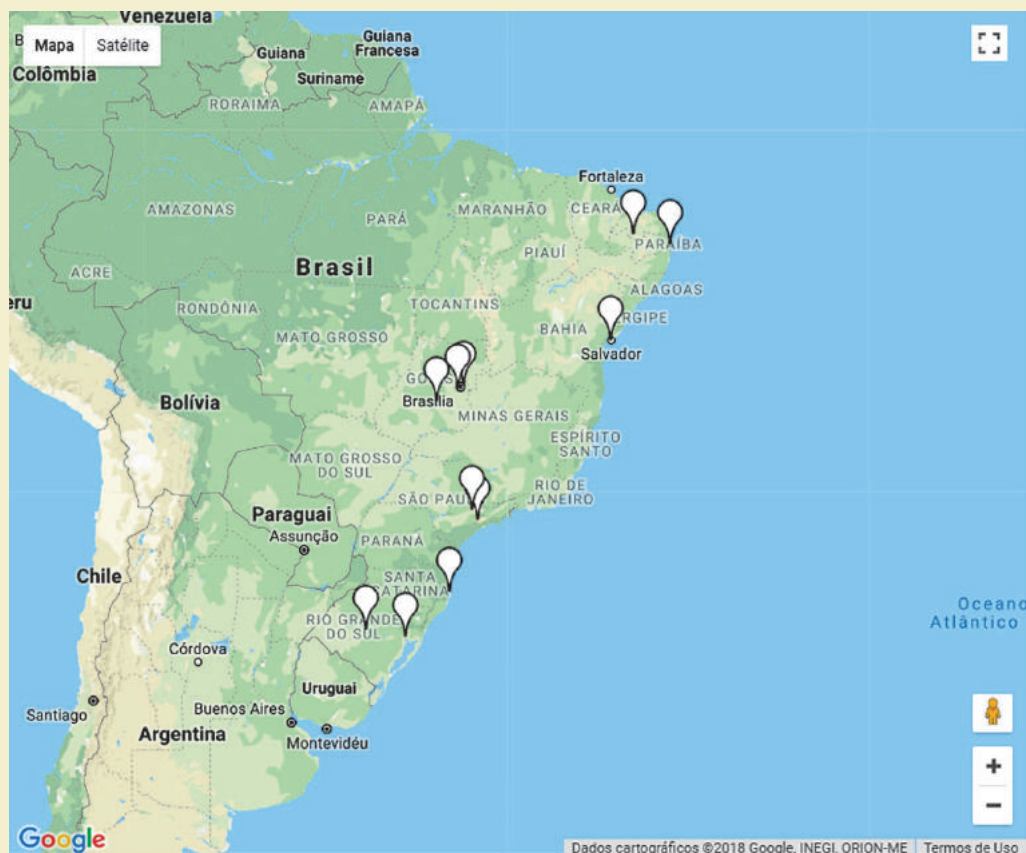 Venezuela
Mapa
Satélite
Guiana
Guiana
Francesa
Colômbia
Suriname
RORAIMA
AMAPÁ
Fortaleza
AMAZONAS
PARÁ
MARANHÃO
CEARÁ
PARAÍBA
PIAUÍ
ACRE
Brasil
ALAGOAS
RONDÔNIA
TOCANTINS
MATO GROSSO
BAHIA
Salvador
Brasília
MINAS GERAIS
Bolívia
ESPÍRITO
SANTO
MATO GROSSO
DO SUL
RIO DE
JANEIRO
Paraguai
Assunção
PARANÁ
Chile
SANTA
RIO GRANDE
DO SUL
Oceano
Atlântico
Córdova
Uruguai
Santiago
Buenos Aires
Argentina
Montevidéu
Google
Dados cartográficos ©2018 Google, INEGI, ORION-ME
Termos de Uso